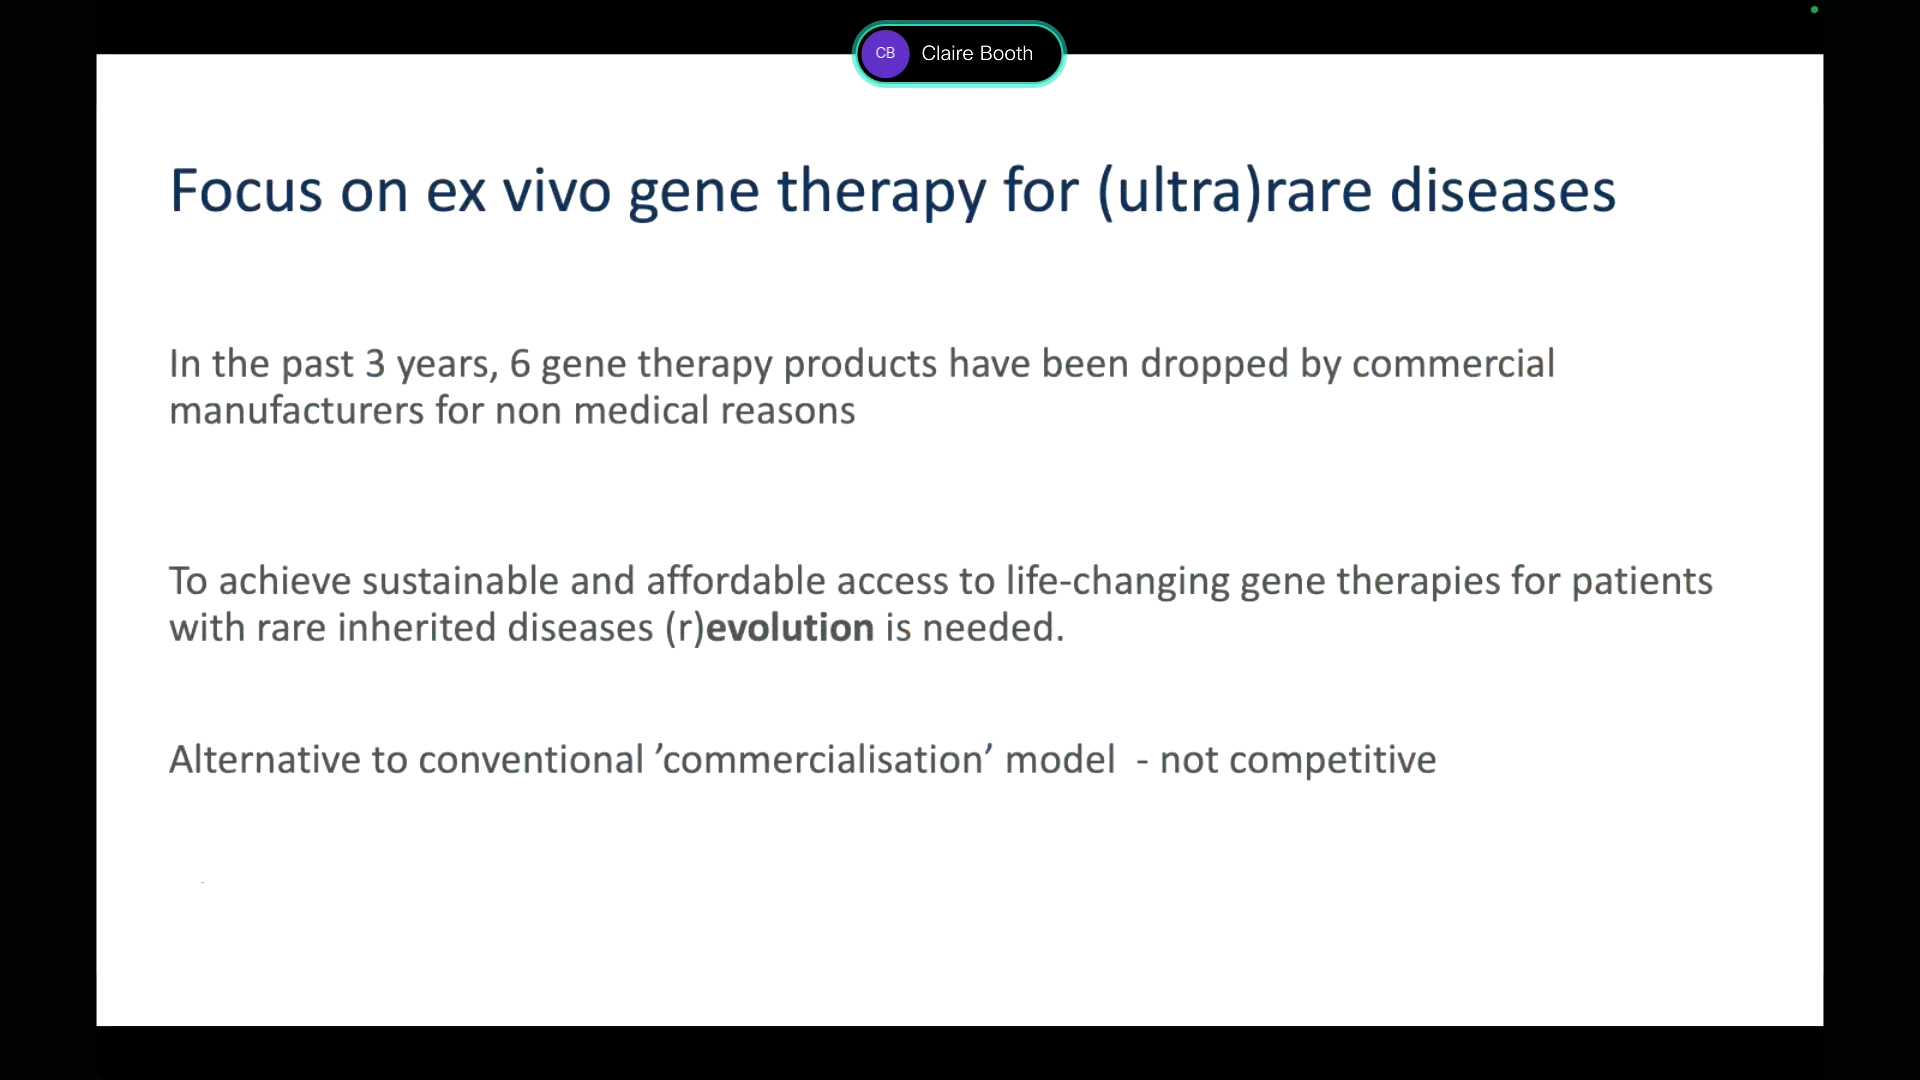 CB Claire Booth
Focus on ex vivo gene therapy for (ultra)rare diseases
In the past 3 years, 6 gene therapy products have been dropped by commercial
manufacturers for non medical reasons
To achieve sustainable and affordable access to life-changing gene therapies for patients
with rare inherited diseases (r)evolution is needed.
Alternative to conventional ’commercialisation’ model  - not competitive